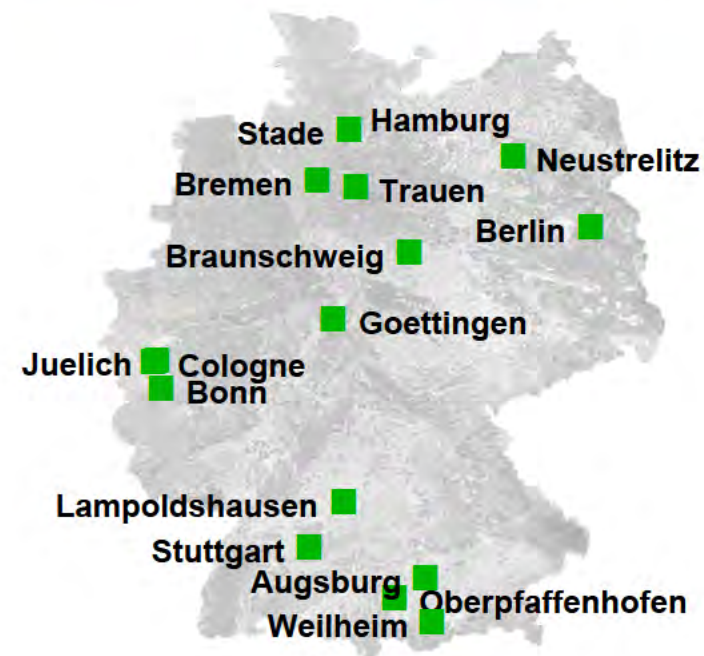 Stade
Hamburg
Neustrelitz
Bremen
Trauen
Berlin
Braunschweig
Goettingen
Juelich
Cologne
Bonn
Lampoldshausen
Stuttgart
Augsburg
Oberpfaffenhofen
Weilheim